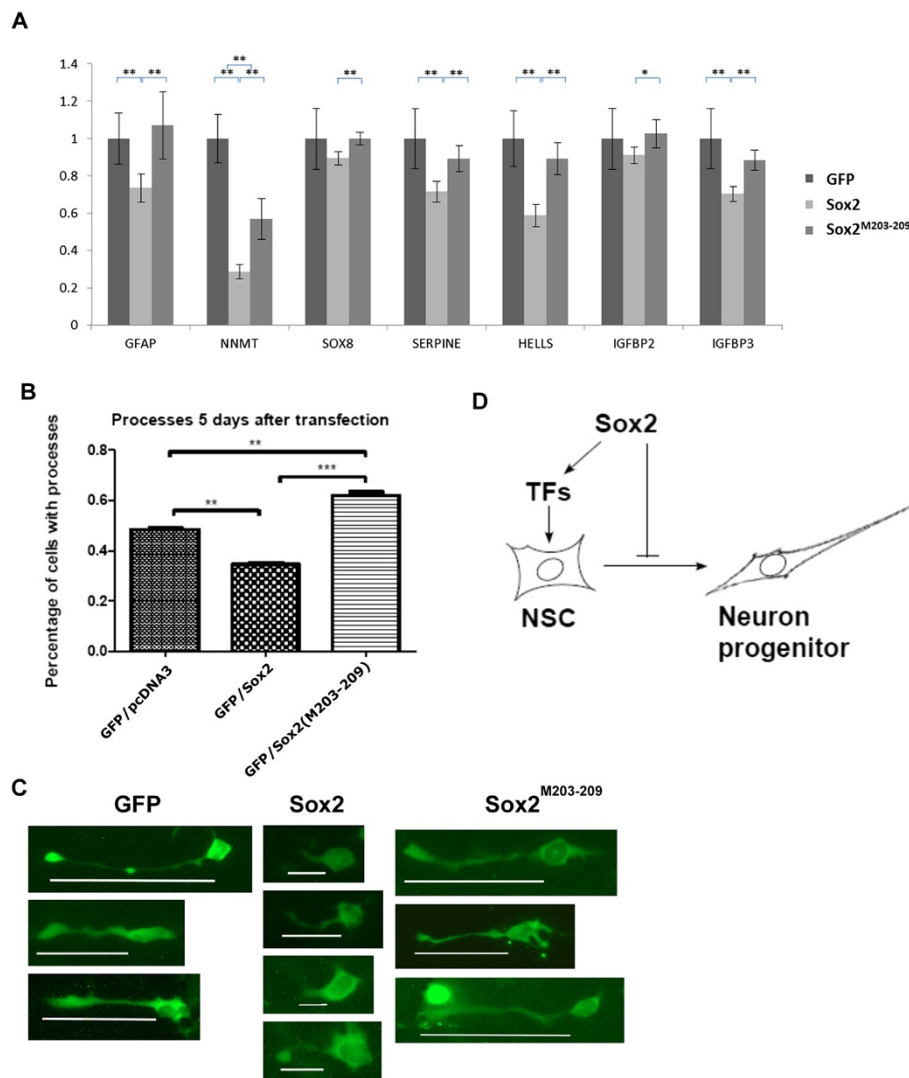 A
** ** ** ** ** ** ** ** ** ** ** * ** **
1.4
1.2
1
0.8
0.6
0.4
0.2
0
GFAP NNMT SOX8 SERPINE HELLS IGFBP2 IGFBP3
GFP
Sox2
Sox2M203-209
B
Processes 5 days after transfection
Percentage of cells with processes
0.8
0.6
0.4
0.2
0.0
**
***
**
GFP/pcDNA3
GFP/Sox2
GFP/Sox2(M203-209)
D
Sox2
TFs
NSC
Neuron
progenitor
C
GFP Sox2 Sox2M203-209